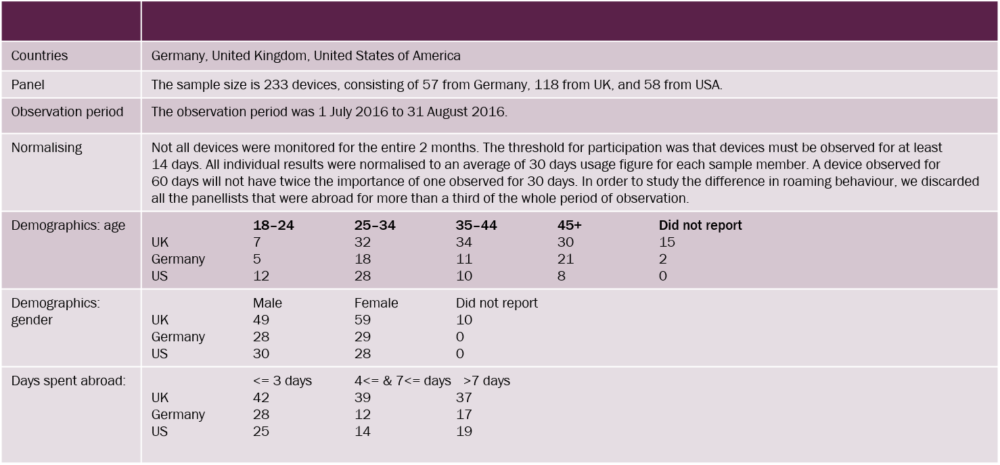 Countries Germany, United Kingdom, United States of America
Panel The sample size is 233 devices, consisting of 57 from Germany, 118 from UK, and 58 from USA.
Observation period The observation period was 1 July 2016 to 31 August 2016.
Normalising Not all devices were monitored for the entire 2 months. The threshold for participation was that devices must be observed for at least
14 days. All individual results were normalised to an average of 30 days usage figure for each sample member. A device observed for
60 days will not have twice the importance of one observed for 30 days. In order to study the difference in roaming behaviour, we discarded
all the panellists that were abroad for more than a third of the whole period of observation.
Demographics: age 18–24 25–34 35–44 45+ Did not report
UK 7 32 34 30 15
Germany 5 18 11 21 2
US 12 28 10 8 0
Demographics: Male Female Did not report
gender UK 49 59 10
Germany 28 29 0
US 30 28 0
Days spent abroad: <= 3 days 4<= & 7<= days >7 days
UK 42 39 37
Germany 28 12 17
US 25 14 19